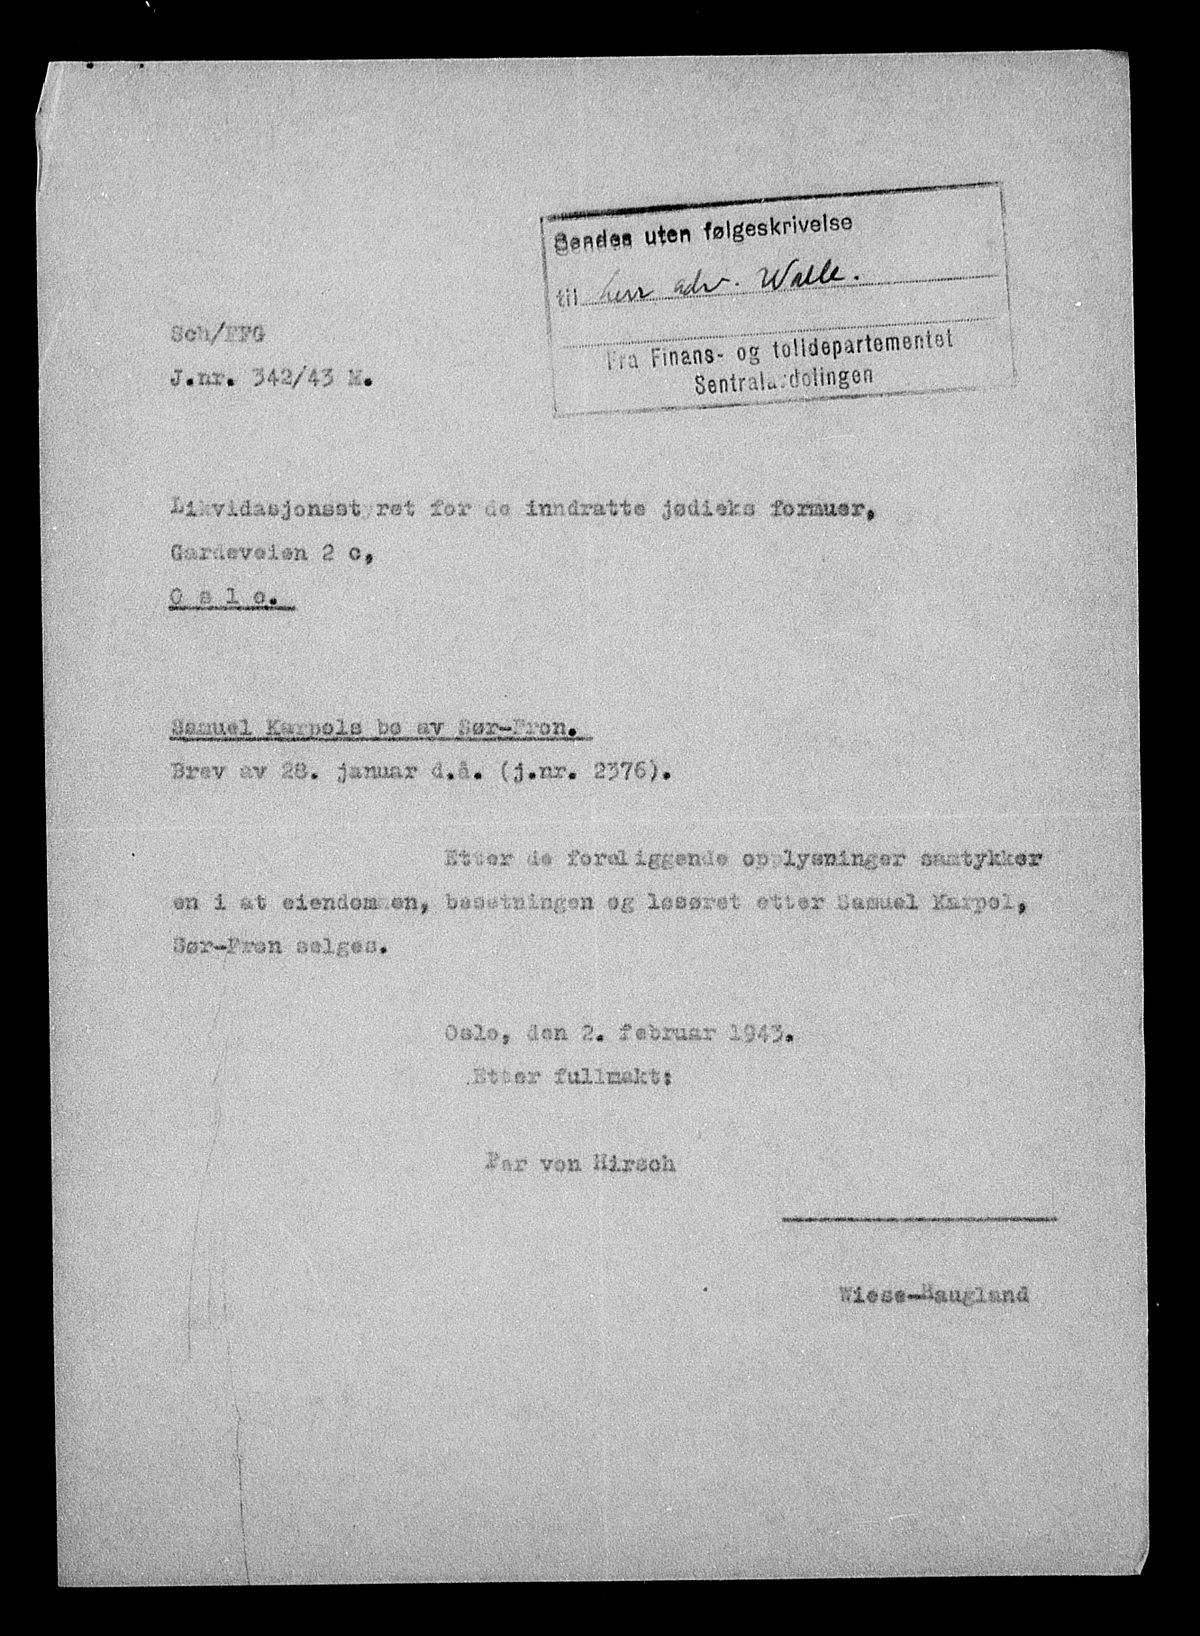 Sendes uten følgeskrivelse
til herr adv. Walle.
Fra Finans- og tolldepartementet
Sentralavdelingen
Sch/EFG
J.nr. 342/43 M.
Likvidasjonsstyret for de inndratte jødiske formuer,
Gardeveien 2 c,
O s l o.
Samuel Karpols bo av Sør-Fron.
Brev av 28. januar d.å. (j.nr. 2376).
Etter de foreliggende opplysninger samtykker
en i at eiendommen, besetningen og løsøret etter Samuel Karpol,
Sør-Fron selges.
Oslo, den 2. februar 1943.
Etter fullmakt:
Per von Hirsch
Wiese-Haugland